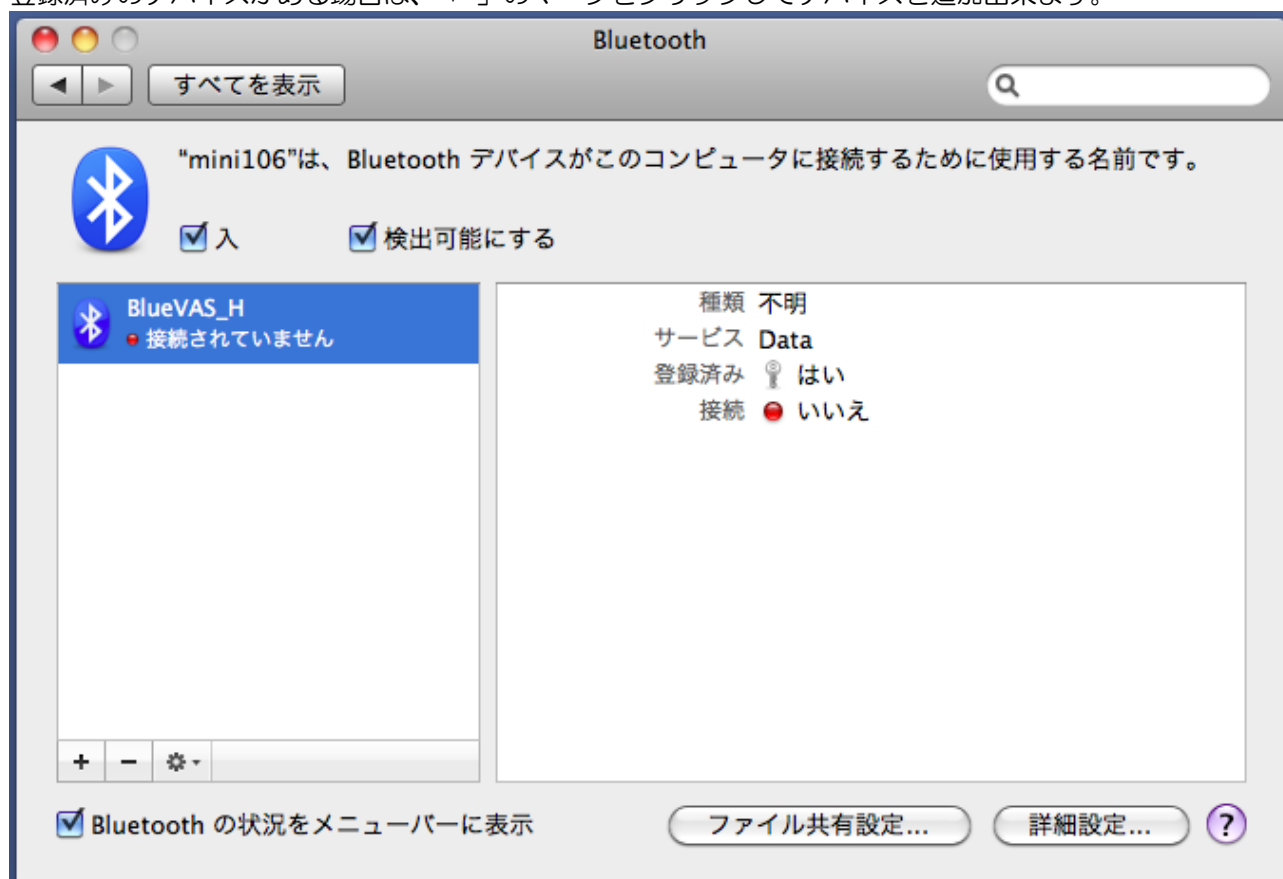 Bluetooth
すべてを表示
“mini106”は、Bluetooth デバイスがこのコンピュータに接続するために使用する名前です。
入 検出可能にする
BlueVAS_H
接続されていません
種類 不明
サービス Data
登録済み はい
接続 いいえ
+ −
Bluetooth の状況をメニューバーに表示
ファイル共有設定... 詳細設定... ?